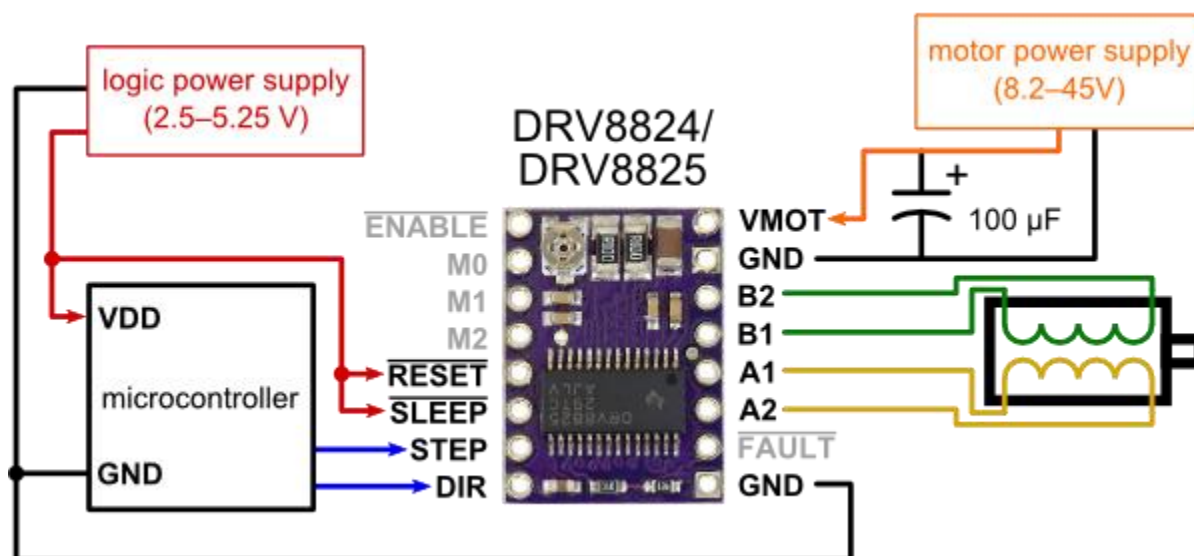 logic power supply
(2.5–5.25 V)
motor power supply
(8.2–45V)
DRV8824/
DRV8825
+
100 µF
ENABLE
M0
M1
M2
RESET
SLEEP
STEP
DIR
VMOT
GND
B2
B1
A1
A2
FAULT
GND
VDD
microcontroller
GND